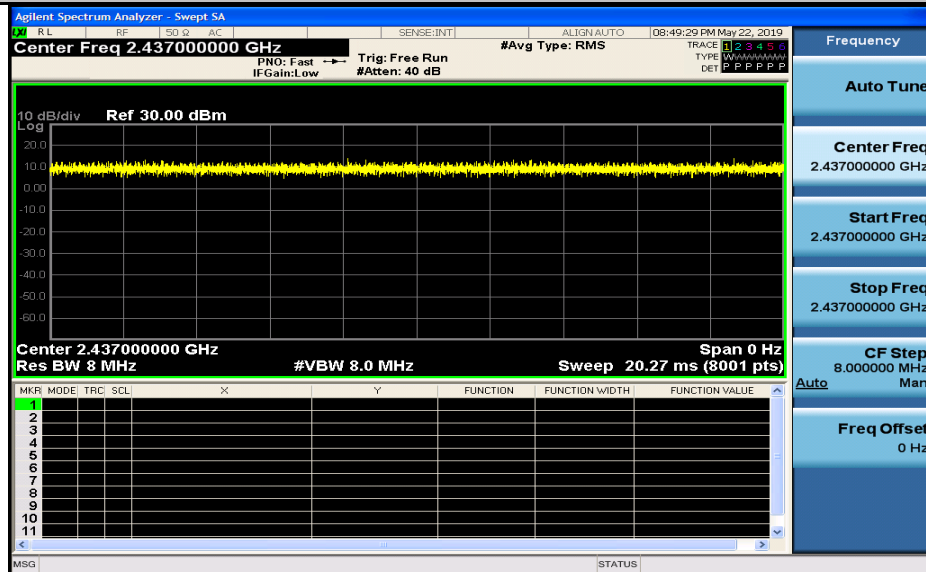 Agilent Spectrum Analyzer - Swept SA
LXI RL RF 50 Ω AC SENSE:INT ALIGN AUTO 08:49:29 PM May 22, 2019
Center Freq 2.437000000 GHz
PNO: Fast
IFGain:Low
Trig: Free Run
#Atten: 40 dB
#Avg Type: RMS
TRACE 1 2 3 4 5 6
TYPE WWWWWW
DET P P P P P P
10 dB/div Ref 30.00 dBm
Log
20.0
10.0
0.00
-10.0
-20.0
-30.0
-40.0
-50.0
-60.0
Center 2.437000000 GHz Span 0 Hz
Res BW 8 MHz #VBW 8.0 MHz Sweep 20.27 ms (8001 pts)
MKR MODE TRC SCL X Y FUNCTION FUNCTION WIDTH FUNCTION VALUE
1
2
3
4
5
6
7
8
9
10
11
MSG STATUS
Frequency
Auto Tune
Center Freq
2.437000000 GHz
Start Freq
2.437000000 GHz
Stop Freq
2.437000000 GHz
CF Step
8.000000 MHz
Auto Man
Freq Offset
0 Hz